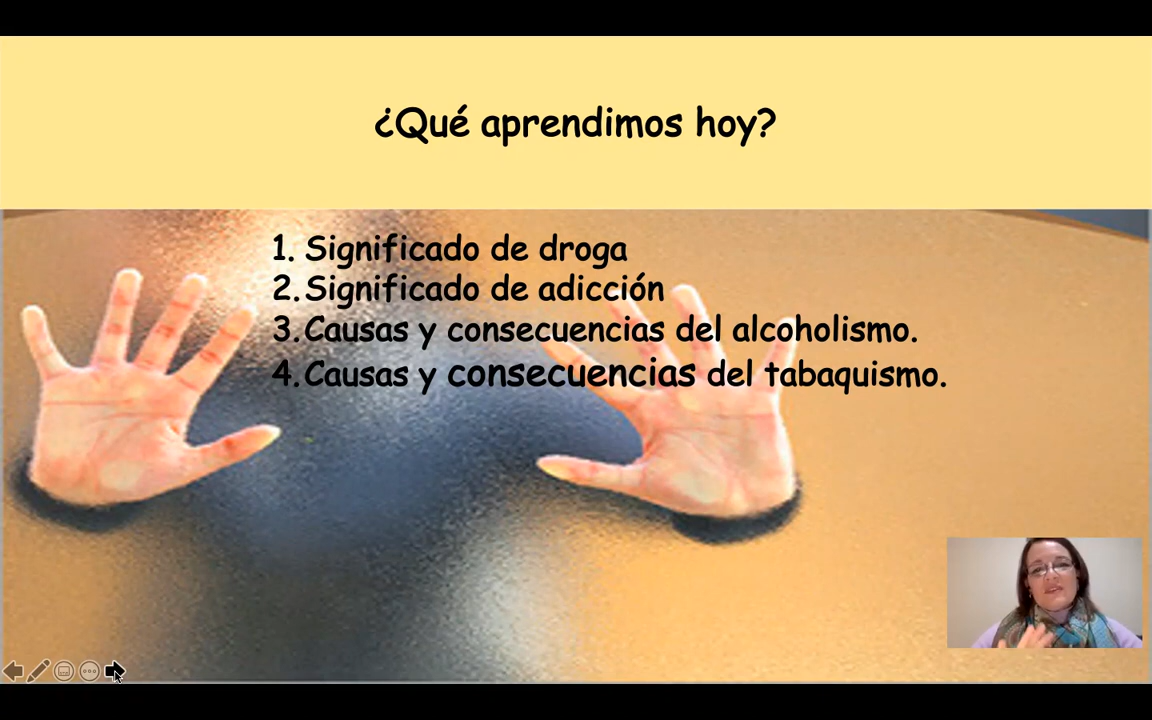 ¿Qué aprendimos hoy?
1. Significado de droga
2. Significado de adicción
3. Causas y consecuencias del alcoholismo.
4. Causas y consecuencias del tabaquismo.